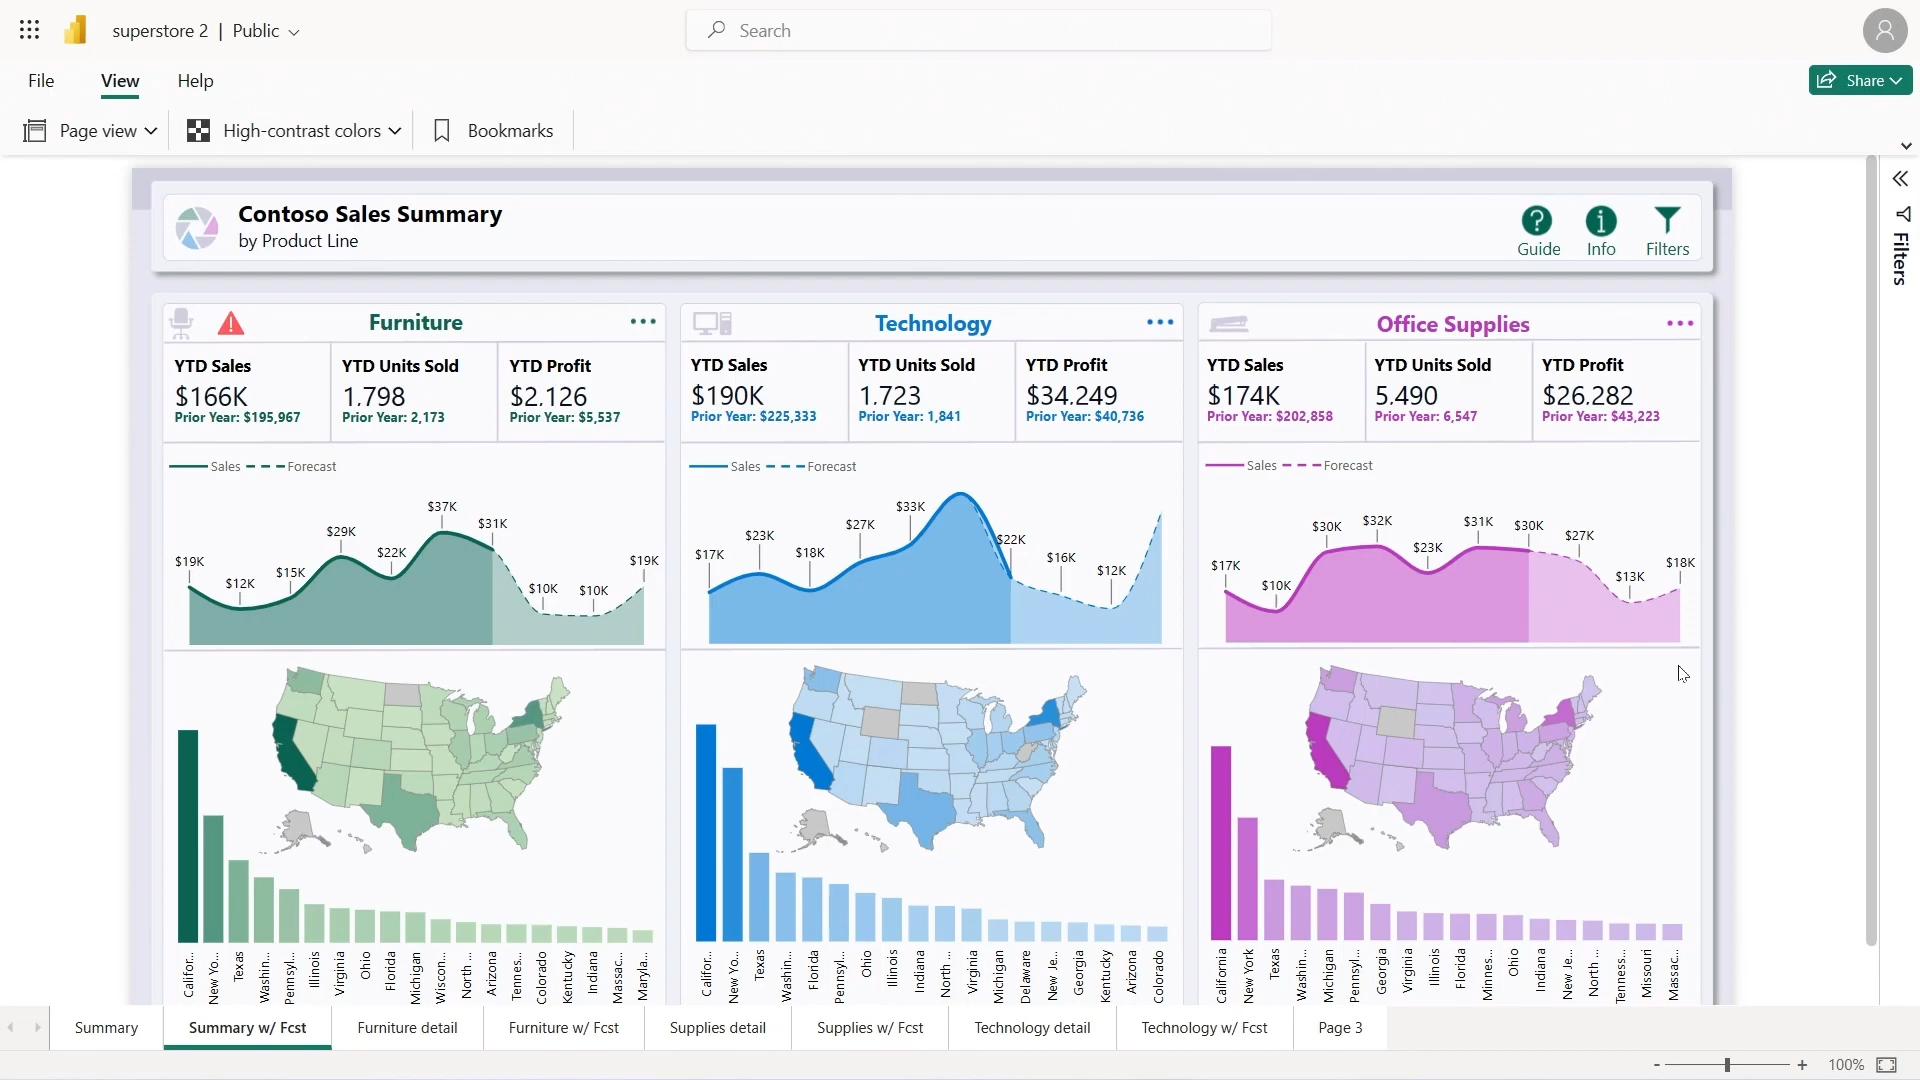 superstore 2 | Public
Search
File
View
Help
Share
Page view
High-contrast colors
Bookmarks
Contoso Sales Summary
by Product Line
Guide
Info
Filters
Filters
Furniture
YTD Sales
$166K
Prior Year: $195,967
YTD Units Sold
1,798
Prior Year: 2,173
YTD Profit
$2,126
Prior Year: $5,537
Sales
Forecast
$19K
$12K
$15K
$29K
$22K
$37K
$31K
$10K
$10K
$19K
Califor...
New Yo...
Texas
Washin...
Pennsyl...
Illinois
Virginia
Ohio
Florida
Michigan
Wiscon...
North ...
Arizona
Tennes...
Colorado
Kentucky
Indiana
Massac...
Maryla...
Technology
YTD Sales
$190K
Prior Year: $225,333
YTD Units Sold
1,723
Prior Year: 1,841
YTD Profit
$34,249
Prior Year: $40,736
Sales
Forecast
$17K
$23K
$18K
$27K
$33K
$22K
$16K
$12K
Califor...
New Yo...
Texas
Washin...
Florida
Pennsyl...
Ohio
Illinois
Indiana
North ...
Virginia
Michigan
Delaware
New Je...
Georgia
Kentucky
Arizona
Colorado
Office Supplies
YTD Sales
$174K
Prior Year: $202,858
YTD Units Sold
5,490
Prior Year: 6,547
YTD Profit
$26,282
Prior Year: $43,223
Sales
Forecast
$17K
$10K
$30K
$32K
$23K
$31K
$30K
$27K
$13K
$18K
California
New York
Texas
Washin...
Michigan
Pennsyl...
Georgia
Virginia
Illinois
Florida
Minnes...
Ohio
Indiana
New Je...
North ...
Tenness...
Missouri
Massac...
Summary
Summary w/ Fcst
Furniture detail
Furniture w/ Fcst
Supplies detail
Supplies w/ Fcst
Technology detail
Technology w/ Fcst
Page 3
- + 100%